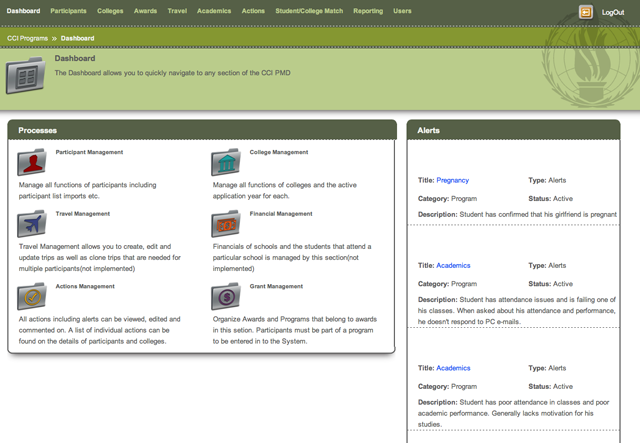 Dashboard Participants Colleges Awards Travel Academics Actions Student/College Match Reporting Users LogOut
CCI Programs » Dashboard
Dashboard
The Dashboard allows you to quickly navigate to any section of the CCI PMD
Processes
Participant Management
Manage all functions of participants including
participant list imports etc.
College Management
Manage all functions of colleges and the active
application year for each.
Travel Management
Travel Management allows you to create, edit and
update trips as well as clone trips that are needed for
multiple participants(not implemented)
Financial Management
Financials of schools and the students that attend a
particular school is managed by this section(not
implemented)
Actions Management
All actions including alerts can be viewed, edited and
commented on. A list of individual actions can be
found on the details of participants and colleges.
Grant Management
Organize Awards and Programs that belong to awards
in this setion. Participants must be part of a program
to be entered in to the System.
Alerts
Title: Pregnancy Type: Alerts
Category: Program Status: Active
Description: Student has confirmed that his girlfriend is pregnant
Title: Academics Type: Alerts
Category: Program Status: Active
Description: Student has attendance issues and is failing one of
his classes. When asked about his attendance and performance,
he doesn't respond to PC e-mails.
Title: Academics Type: Alerts
Category: Program Status: Active
Description: Student has poor attendance in classes and poor
academic performance. Generally lacks motivation for his
studies.